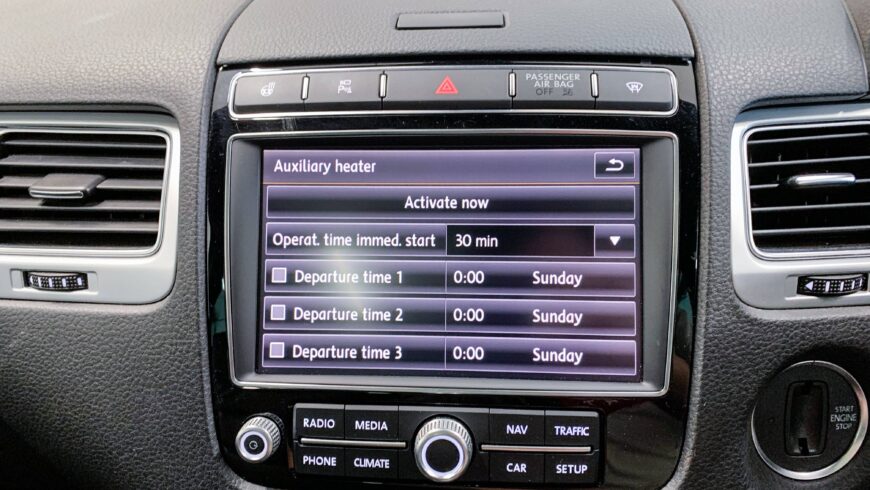 PASSENGER
AIR BAG
OFF
Auxiliary heater
Activate now
Operat. time immed. start 30 min
Departure time 1 0:00 Sunday
Departure time 2 0:00 Sunday
Departure time 3 0:00 Sunday
RADIO MEDIA NAV TRAFFIC
PHONE CLIMATE CAR SETUP
START
ENGINE
STOP